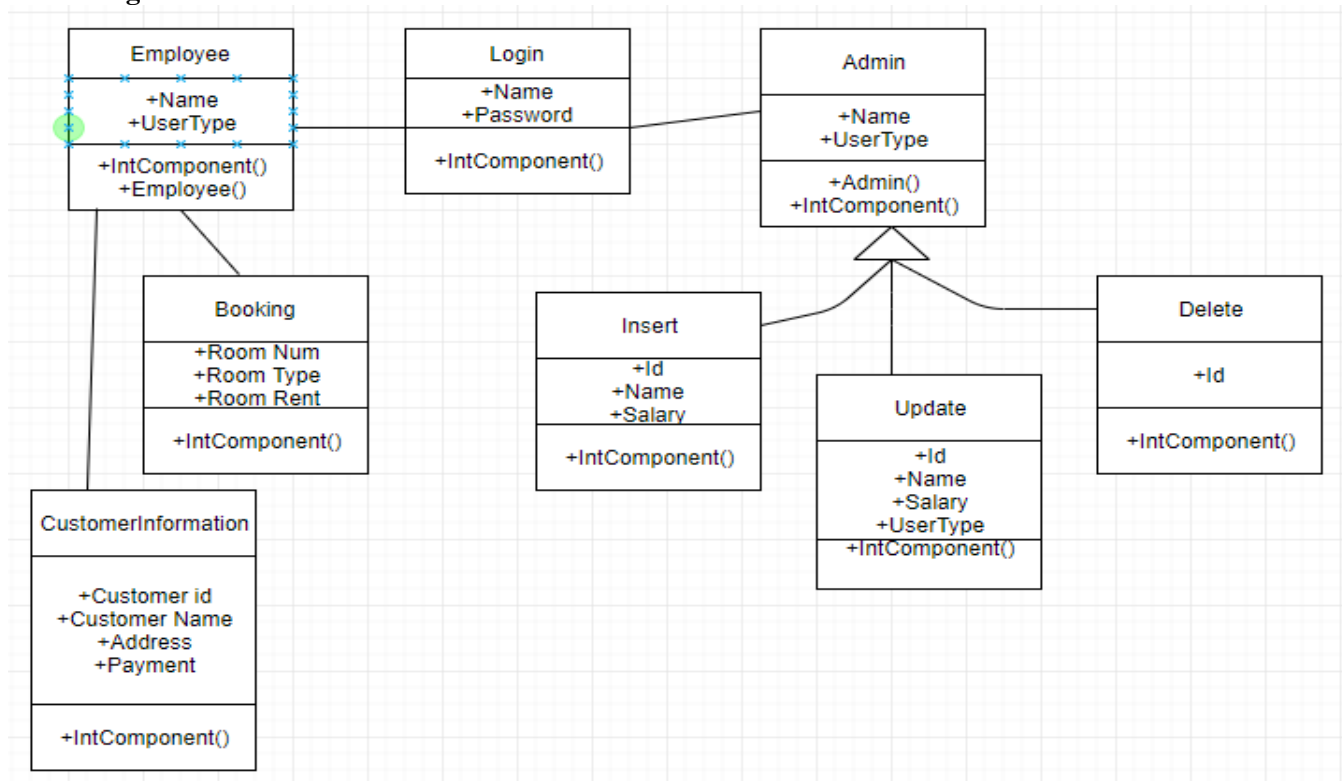 Employee
+Name
+UserType
+IntComponent()
+Employee()
Login
+Name
+Password
+IntComponent()
Admin
+Name
+UserType
+Admin()
+IntComponent()
Booking
+Room Num
+Room Type
+Room Rent
+IntComponent()
Insert
+Id
+Name
+Salary
+IntComponent()
Update
+Id
+Name
+Salary
+UserType
+IntComponent()
Delete
+Id
+IntComponent()
CustomerInformation
+Customer id
+Customer Name
+Address
+Payment
+IntComponent()